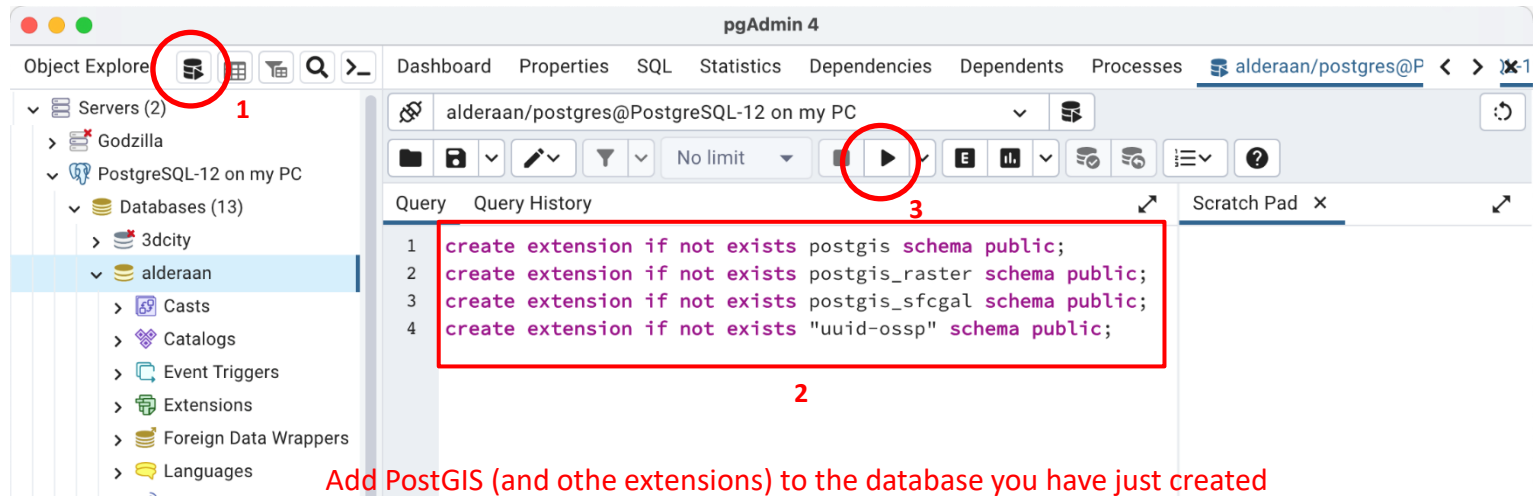 pgAdmin 4
Object Explore
Dashboard Properties SQL Statistics Dependencies Dependents Processes alderaan/postgres@P
1
Servers (2)
Godzilla
PostgreSQL-12 on my PC
Databases (13)
3dcity
alderaan
Casts
Catalogs
Event Triggers
Extensions
Foreign Data Wrappers
Languages
alderaan/postgres@PostgreSQL-12 on my PC
No limit
E
3
Query Query History
Scratch Pad
1 create extension if not exists postgis schema public;
2 create extension if not exists postgis_raster schema public;
3 create extension if not exists postgis_sfcgal schema public;
4 create extension if not exists "uuid-ossp" schema public;
2
Add PostGIS (and othe extensions) to the database you have just created